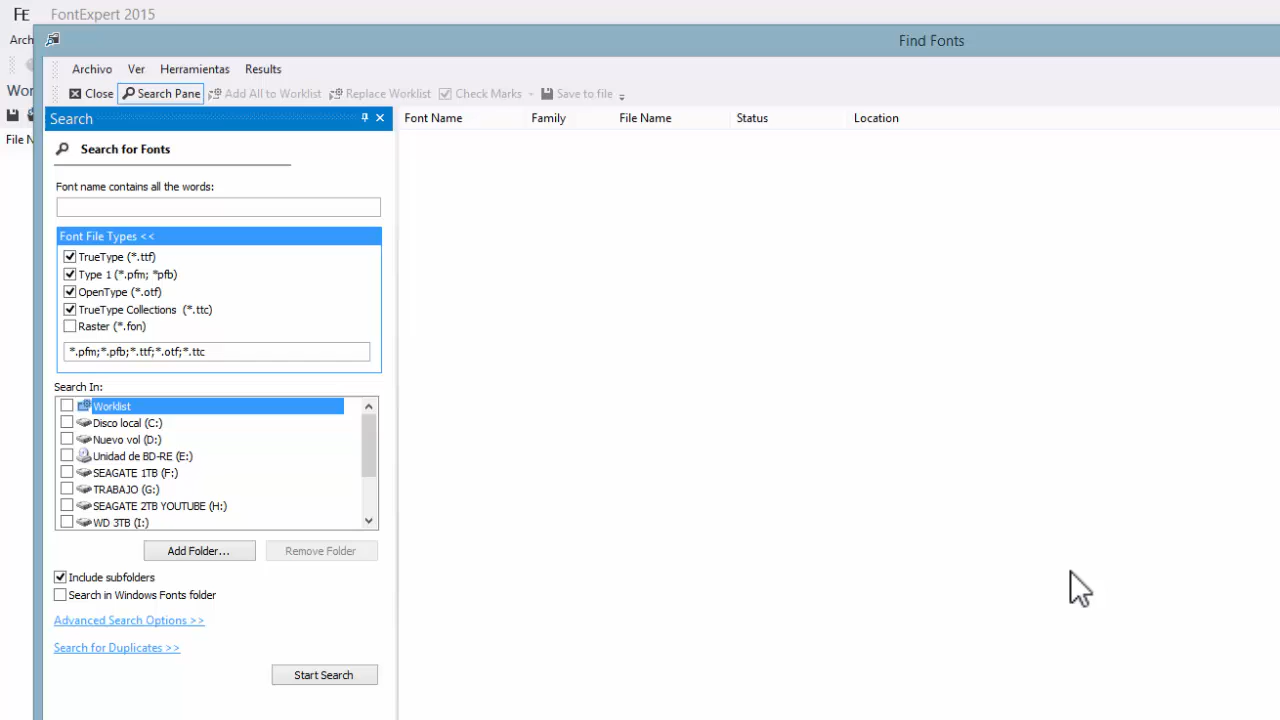 FE FontExpert 2015
Find Fonts
Arch
Archivo Ver Herramientas Results
Wor
Close Search Pane Add All to Worklist Replace Worklist Check Marks Save to file
Search
Font Name Family File Name Status Location
File N
Search for Fonts
Font name contains all the words:
Font File Types <<
TrueType (*.ttf)
Type 1 (*.pfm; *pfb)
OpenType (*.otf)
TrueType Collections (*.ttc)
Raster (*.fon)
*.pfm;*.pfb;*.ttf;*.otf;*.ttc
Search In:
Worklist
Disco local (C:)
Nuevo vol (D:)
Unidad de BD-RE (E:)
SEAGATE 1TB (F:)
TRABAJO (G:)
SEAGATE 2TB YOUTUBE (H:)
WD 3TB (I:)
Add Folder... Remove Folder
Include subfolders
Search in Windows Fonts folder
Advanced Search Options >>
Search for Duplicates >>
Start Search